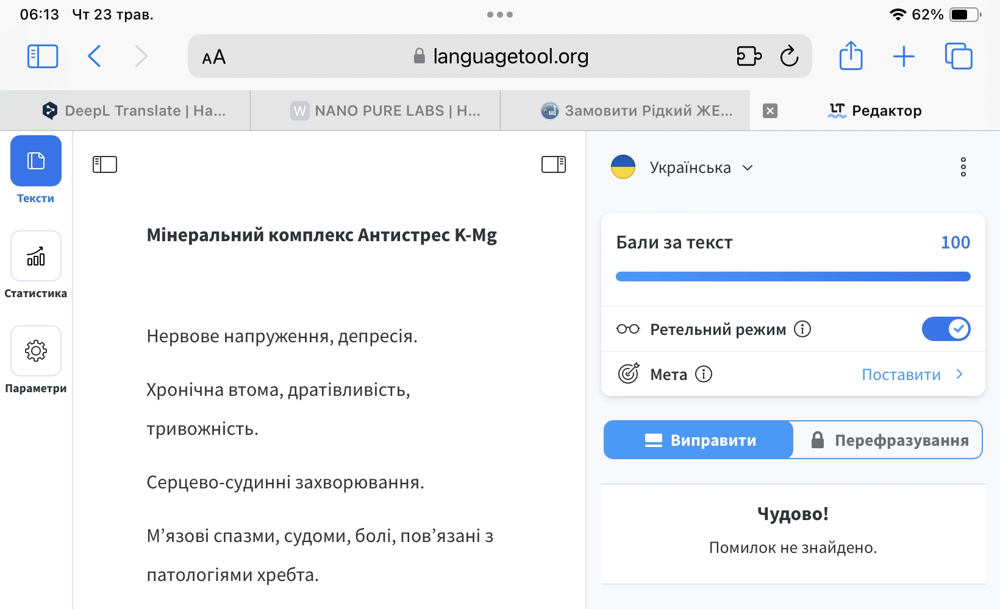 06:13 Чт 23 трав.
62%
AA
languagetool.org
DeepL Translate | На...
W NANO PURE LABS | Н...
Замовити Рідкий ЖЕ...
LT Редактор
Тексти
Статистика
Параметри
Мінеральний комплекс Антистрес K-Mg
Нервове напруження, депресія.
Хронічна втома, дратівливість,
тривожність.
Серцево-судинні захворювання.
М’язові спазми, судоми, болі, пов’язані з
патологіями хребта.
Українська
Бали за текст 100
Ретельний режим
Мета Поставити
Виправити Перефразування
Чудово!
Помилок не знайдено.